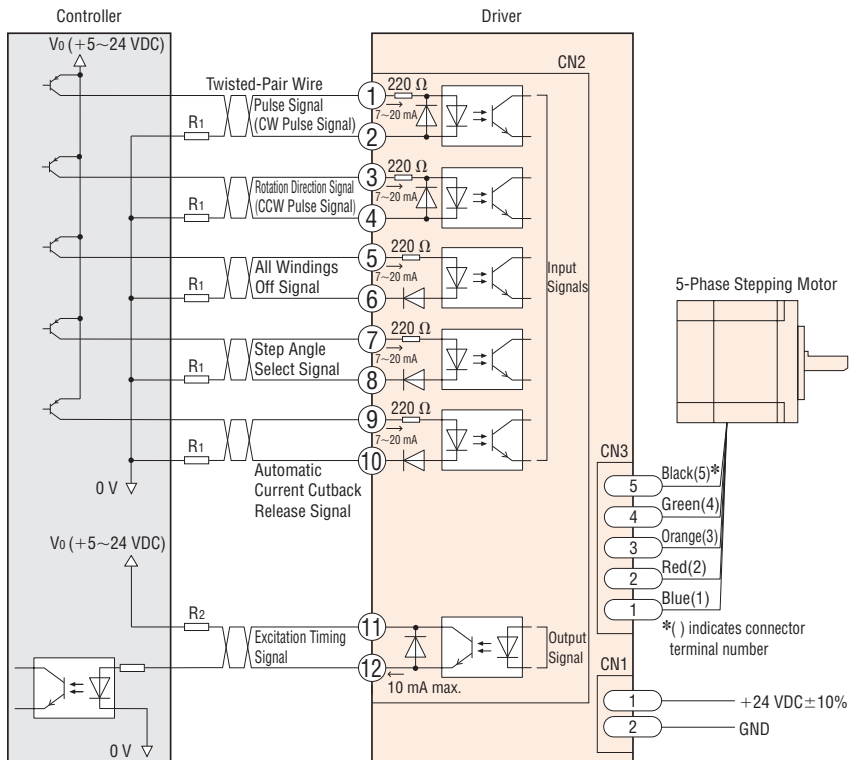 Controller
Driver
V0 (+5~24 VDC)
CN2
Twisted-Pair Wire
220 Ω
1
7~20 mA
Pulse Signal
(CW Pulse Signal)
R1
2
220 Ω
3
7~20 mA
Rotation Direction Signal
(CCW Pulse Signal)
R1
4
220 Ω
5
7~20 mA
All Windings
Off Signal
R1
6
Input
Signals
5-Phase Stepping Motor
220 Ω
7
7~20 mA
Step Angle
Select Signal
R1
8
220 Ω
9
7~20 mA
R1
10
Automatic
Current Cutback
Release Signal
0 V
CN3
5 Black(5)*
4 Green(4)
3 Orange(3)
2 Red(2)
1 Blue(1)
*( ) indicates connector
terminal number
V0 (+5~24 VDC)
R2
11
Excitation Timing
Signal
12
10 mA max.
Output
Signal
0 V
CN1
1 +24 VDC±10%
2 GND